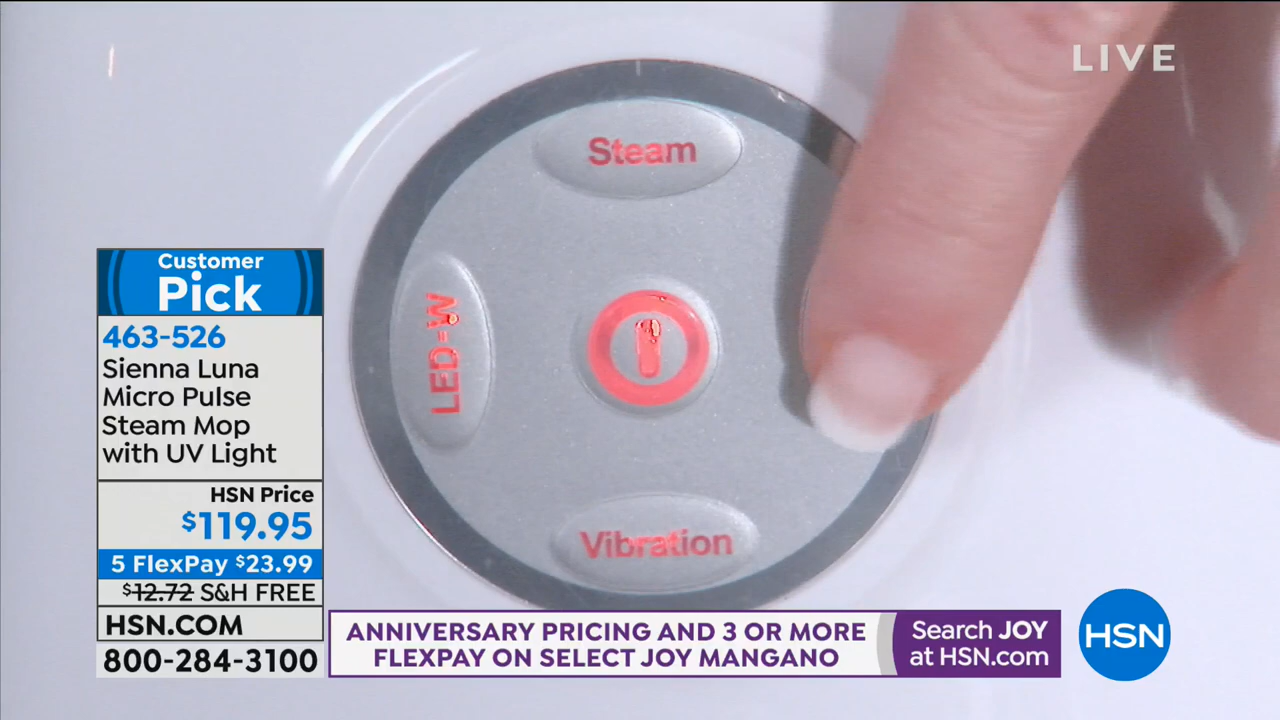 LIVE
Steam
LED-W
Vibration
Customer
Pick
463-526
Sienna Luna
Micro Pulse
Steam Mop
with UV Light
HSN Price
$119.95
5 FlexPay $23.99
$12.72 S&H FREE
HSN.COM
800-284-3100
ANNIVERSARY PRICING AND 3 OR MORE
FLEXPAY ON SELECT JOY MANGANO
Search JOY
at HSN.com
HSN